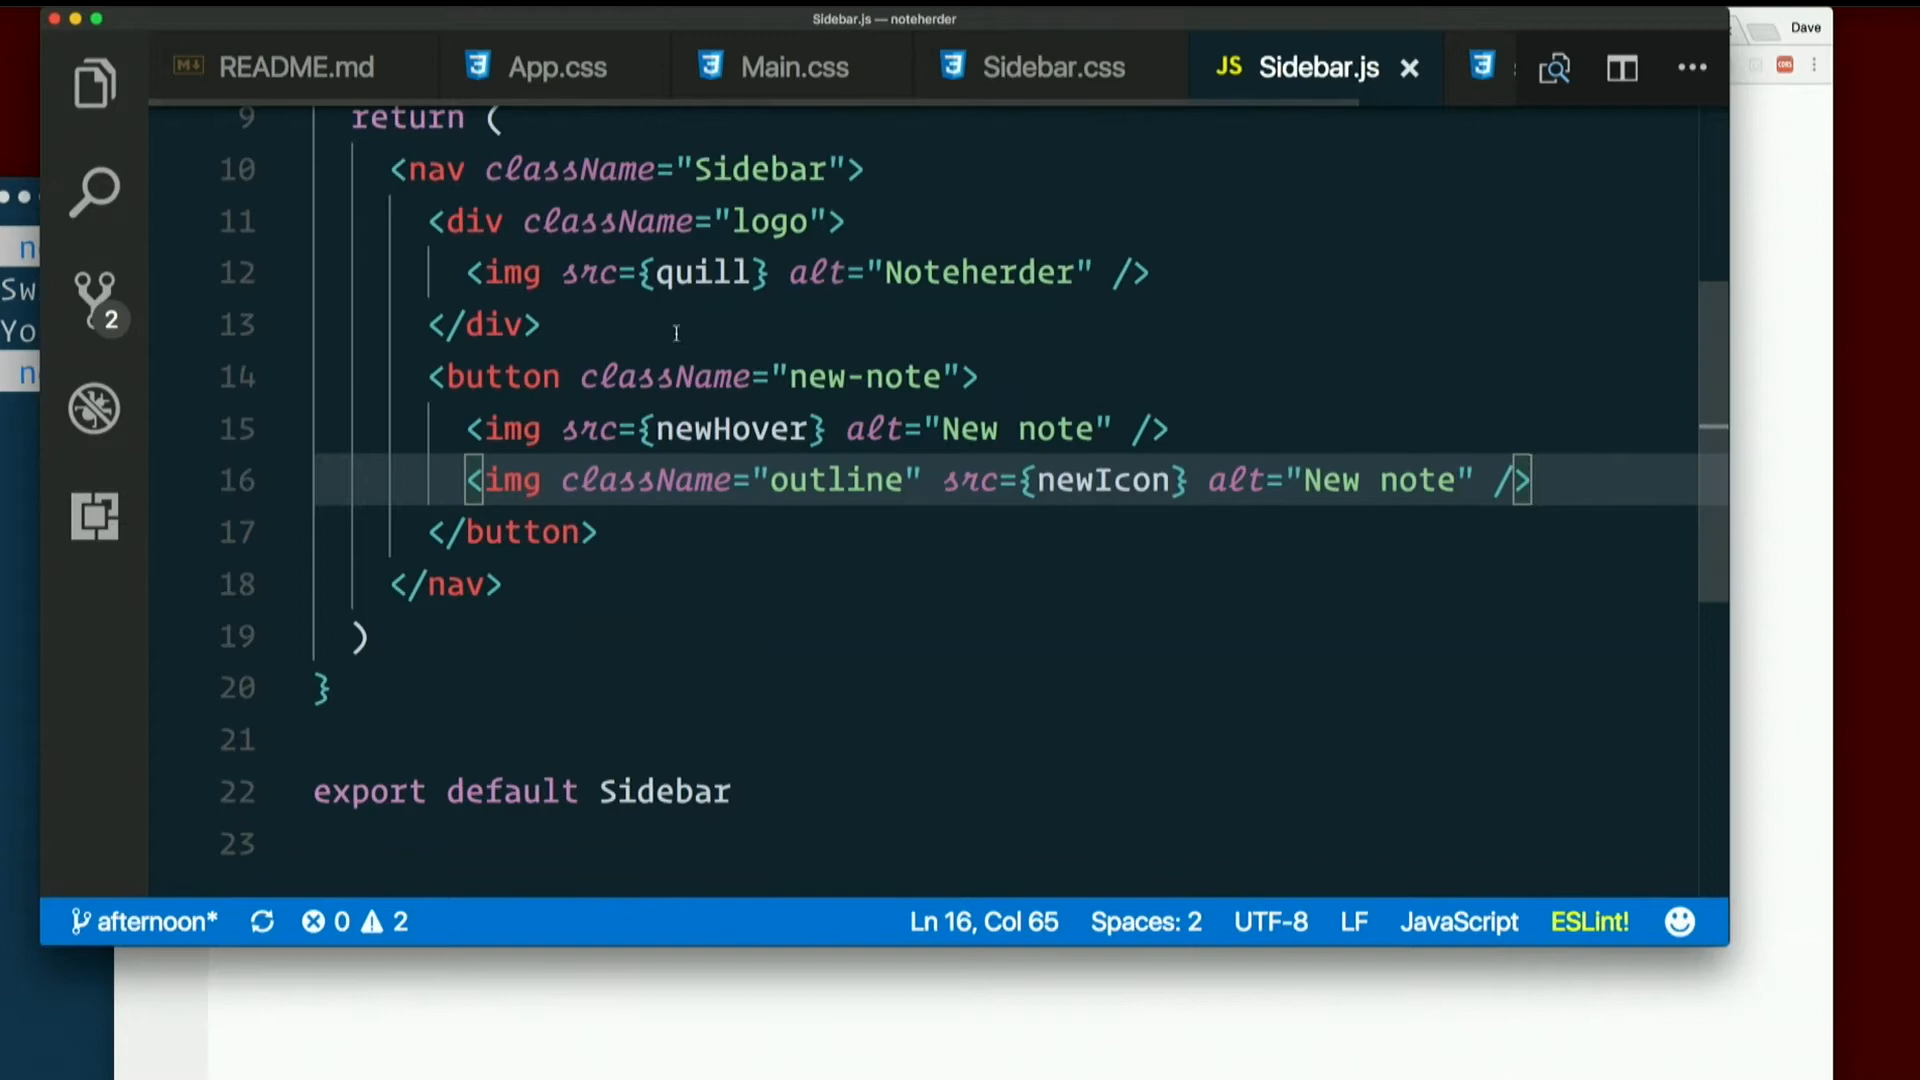 Sidebar.js — noteherder
Dave
README.md App.css Main.css Sidebar.css JS Sidebar.js
9 return (
10 <nav className="Sidebar">
11 <div className="logo">
12 <img src={quill} alt="Noteherder" />
13 </div>
14 <button className="new-note">
15 <img src={newHover} alt="New note" />
16 <img className="outline" src={newIcon} alt="New note" />
17 </button>
18 </nav>
19 )
20 }
21
22 export default Sidebar
23
2
Sw
Yo
afternoon* 0 2 Ln 16, Col 65 Spaces: 2 UTF-8 LF JavaScript ESLint!